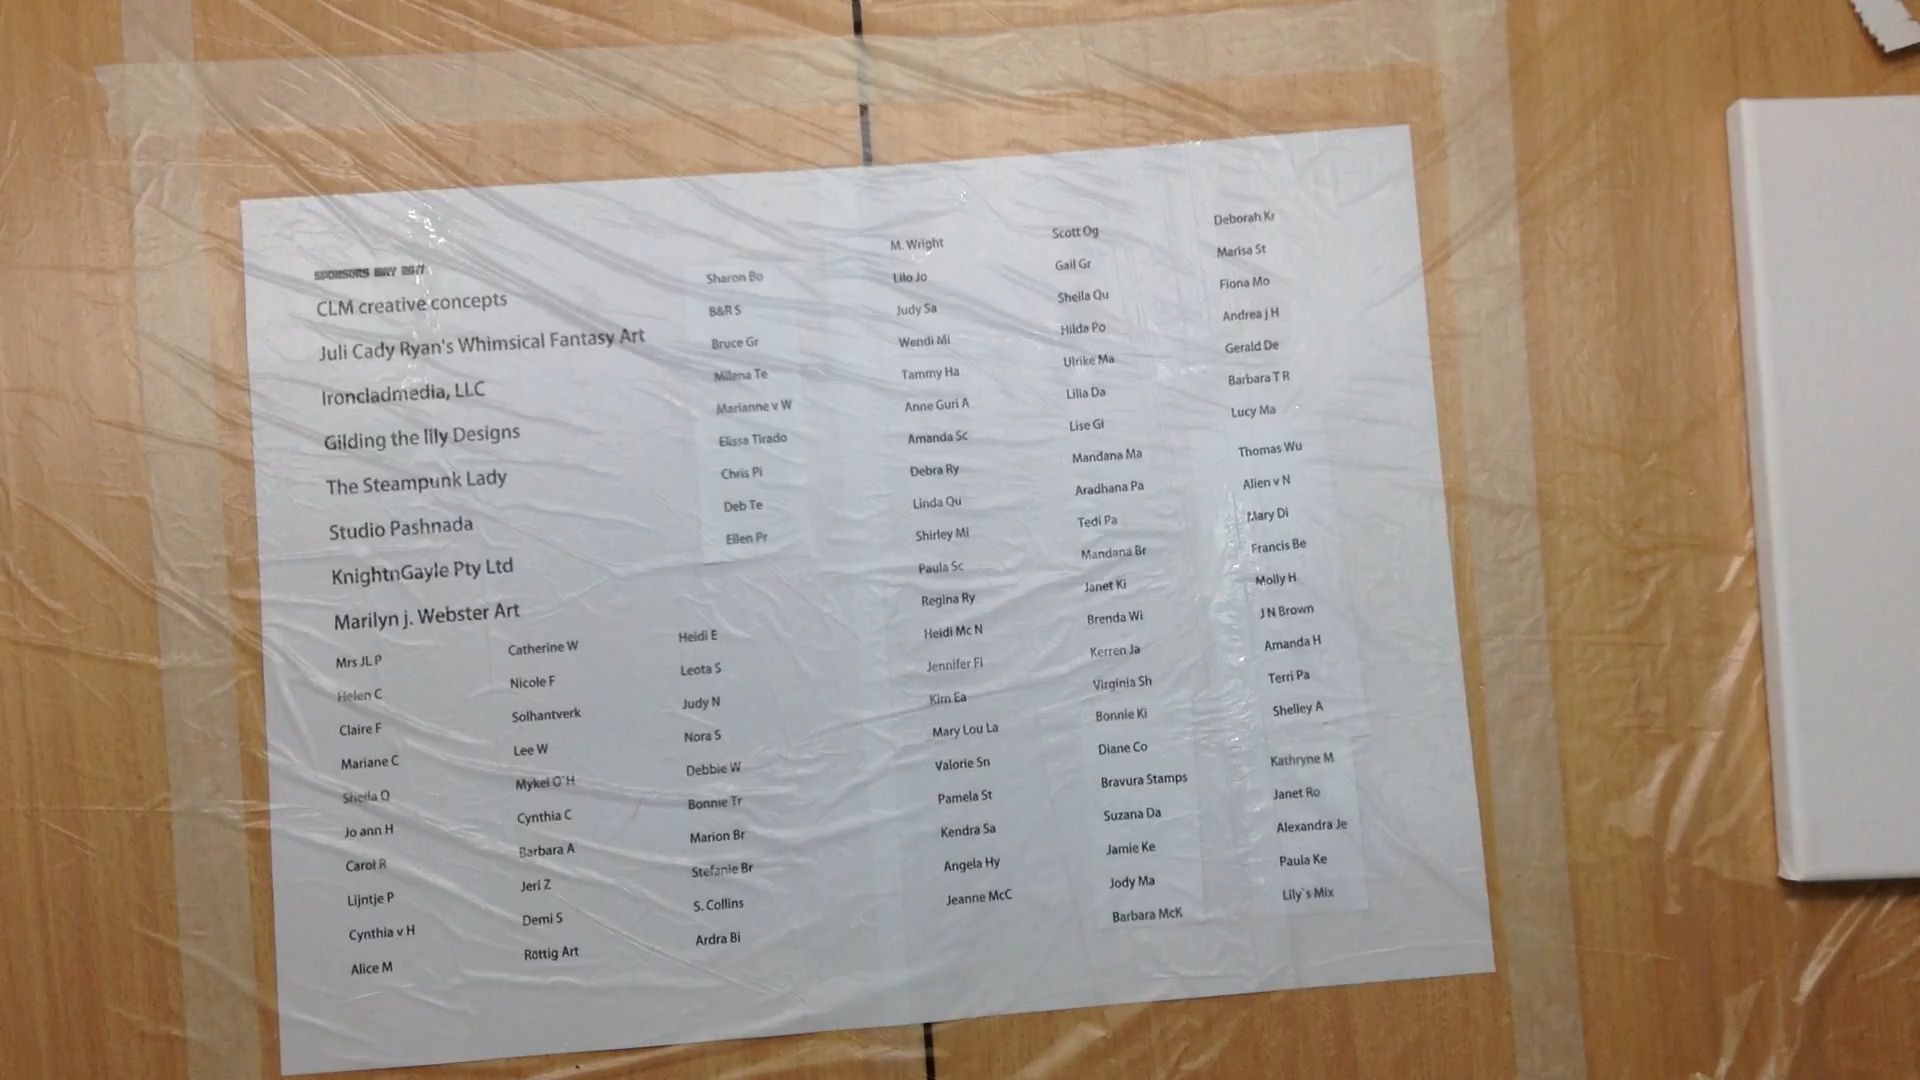 SPONSORS MAY 2017
CLM creative concepts
Juli Cady Ryan's Whimsical Fantasy Art
Ironcladmedia, LLC
Gilding the lily Designs
The Steampunk Lady
Studio Pashnada
KnightnGayle Pty Ltd
Marilyn j. Webster Art
Mrs JL P
Helen C
Claire F
Mariane C
Sheila O
Jo ann H
Carol R
Lijntje P
Cynthia v H
Alice M
Catherine W
Nicole F
Solhantverk
Lee W
Mykel O`H
Cynthia C
Barbara A
Jeri Z
Demi S
Rottig Art
Heidi E
Leota S
Judy N
Nora S
Debbie W
Bonnie Tr
Marion Br
Stefanie Br
S. Collins
Ardra Bi
Sharon Bo
B&R S
Bruce Gr
Milena Te
Marianne v W
Elissa Tirado
Chris Pi
Deb Te
Eilen Pr
M. Wright
Lilo Jo
Judy Sa
Wendi Mi
Tammy Ha
Anne Guri A
Amanda Sc
Debra Ry
Linda Qu
Shirley Mi
Paula Sc
Regina Ry
Heidi Mc N
Jennifer Fi
Kim Ea
Mary Lou La
Valorie Sn
Pamela St
Kendra Sa
Angela Hy
Jeanne McC
Scott Og
Gail Gr
Sheila Qu
Hilda Po
Ulrike Ma
Lilia Da
Lise Gi
Mandana Ma
Aradhana Pa
Tedi Pa
Mandana Br
Janet Ki
Brenda Wi
Kerren Ja
Virginia Sh
Bonnie Ki
Diane Co
Bravura Stamps
Suzana Da
Jamie Ke
Jody Ma
Barbara McK
Deborah Kr
Marisa St
Fiona Mo
Andrea j H
Gerald De
Barbara T R
Lucy Ma
Thomas Wu
Alien v N
Mary Di
Francis Be
Molly H
J N Brown
Amanda H
Terri Pa
Shelley A
Kathryne M
Janet Ro
Alexandra Je
Paula Ke
Lily`s Mix